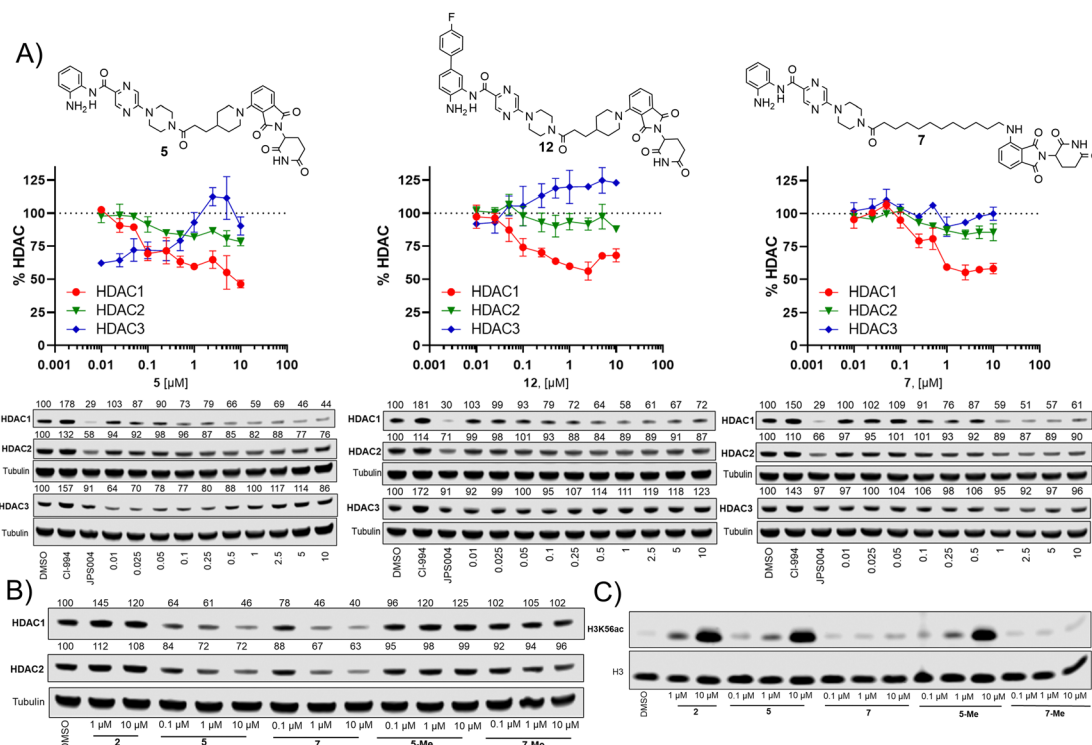 A)
F
N
H
NH2
O
N
N
N
N
O
N
O
N
O
O
NH
O
5
12
7
% HDAC
125
100
75
50
25
0
HDAC1
HDAC2
HDAC3
0.001 0.01 0.1 1 10 100
5 [µM]
% HDAC
125
100
75
50
25
0
HDAC1
HDAC2
HDAC3
0.001 0.01 0.1 1 10 100
12, [µM]
% HDAC
125
100
75
50
25
0
HDAC1
HDAC2
HDAC3
0.001 0.01 0.1 1 10 100
7, [µM]
100 178 29 103 87 90 73 79 66 59 69 46 44
HDAC1
100 132 58 94 92 98 96 87 85 82 88 77 76
HDAC2
Tubulin
100 157 91 64 70 78 77 80 88 100 117 114 86
HDAC3
Tubulin
DMSO CI-994 JPS004 0.01 0.025 0.05 0.1 0.25 0.5 1 2.5 5 10
100 181 30 103 99 93 79 72 64 58 61 67 72
HDAC1
100 114 71 99 98 101 93 88 84 89 89 91 87
HDAC2
Tubulin
100 172 91 92 99 100 95 107 114 111 119 118 123
HDAC3
Tubulin
DMSO CI-994 JPS004 0.01 0.025 0.05 0.1 0.25 0.5 1 2.5 5 10
100 150 29 100 102 109 91 76 87 59 51 57 61
HDAC1
100 110 66 97 95 101 101 93 92 89 87 89 90
HDAC2
Tubulin
100 143 97 97 100 104 106 98 106 95 92 97 96
HDAC3
Tubulin
DMSO CI-994 JPS004 0.01 0.025 0.05 0.1 0.25 0.5 1 2.5 5 10
B)
100 145 120 64 61 46 78 46 40 96 120 125 102 105 102
HDAC1
100 112 108 84 72 72 88 67 63 95 98 99 92 94 96
HDAC2
Tubulin
DMSO 1 µM 10 µM 0.1 µM 1 µM 10 µM 0.1 µM 1 µM 10 µM 0.1 µM 1 µM 10 µM 0.1 µM 1 µM 10 µM
2 5 7 5-Me 7-Me
C)
H3K56ac
H3
DMSO 1 µM 10 µM 0.1 µM 1 µM 10 µM 0.1 µM 1 µM 10 µM 0.1 µM 1 µM 10 µM 0.1 µM 1 µM 10 µM
2 5 7 5-Me 7-Me